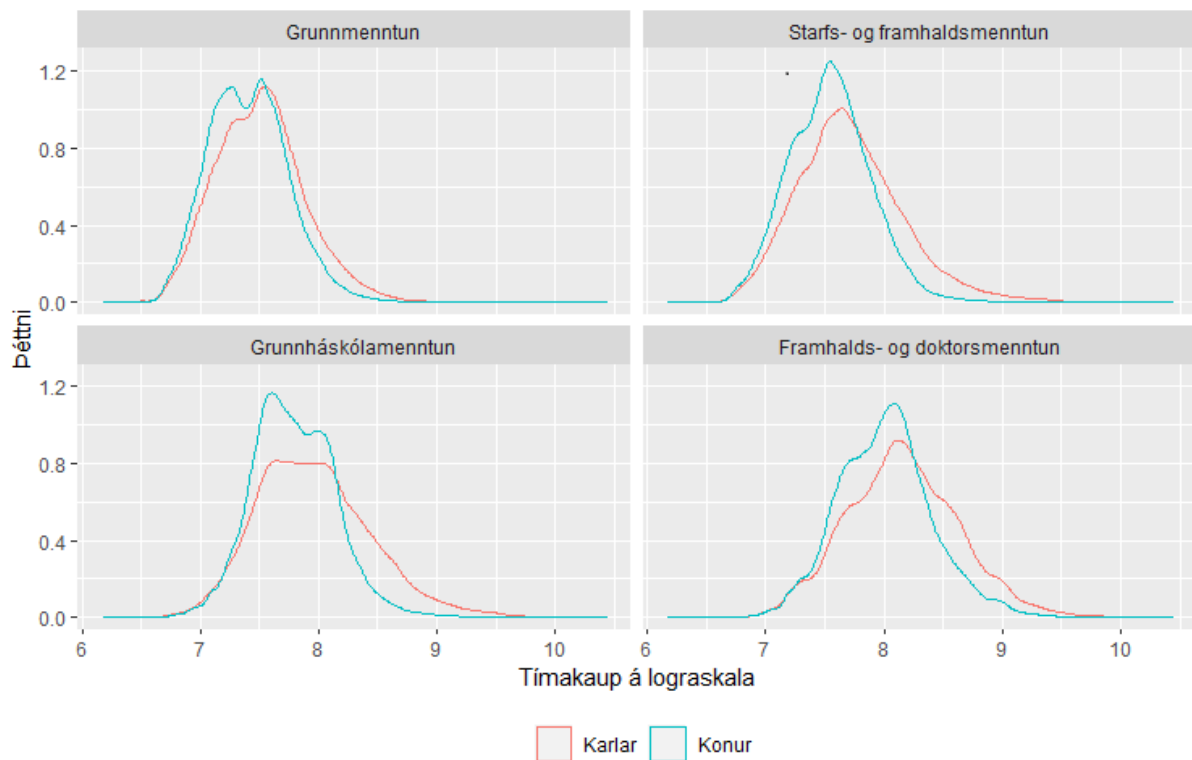 Grunnmenntun
Starfs- og framhaldsmenntun
1.2
0.8
0.4
0.0
Grunnháskólamenntun
Framhalds- og doktorsmenntun
1.2
0.8
0.4
0.0
Þéttni
6 7 8 9 10
6 7 8 9 10
Tímakaup á lograskala
Karlar Konur